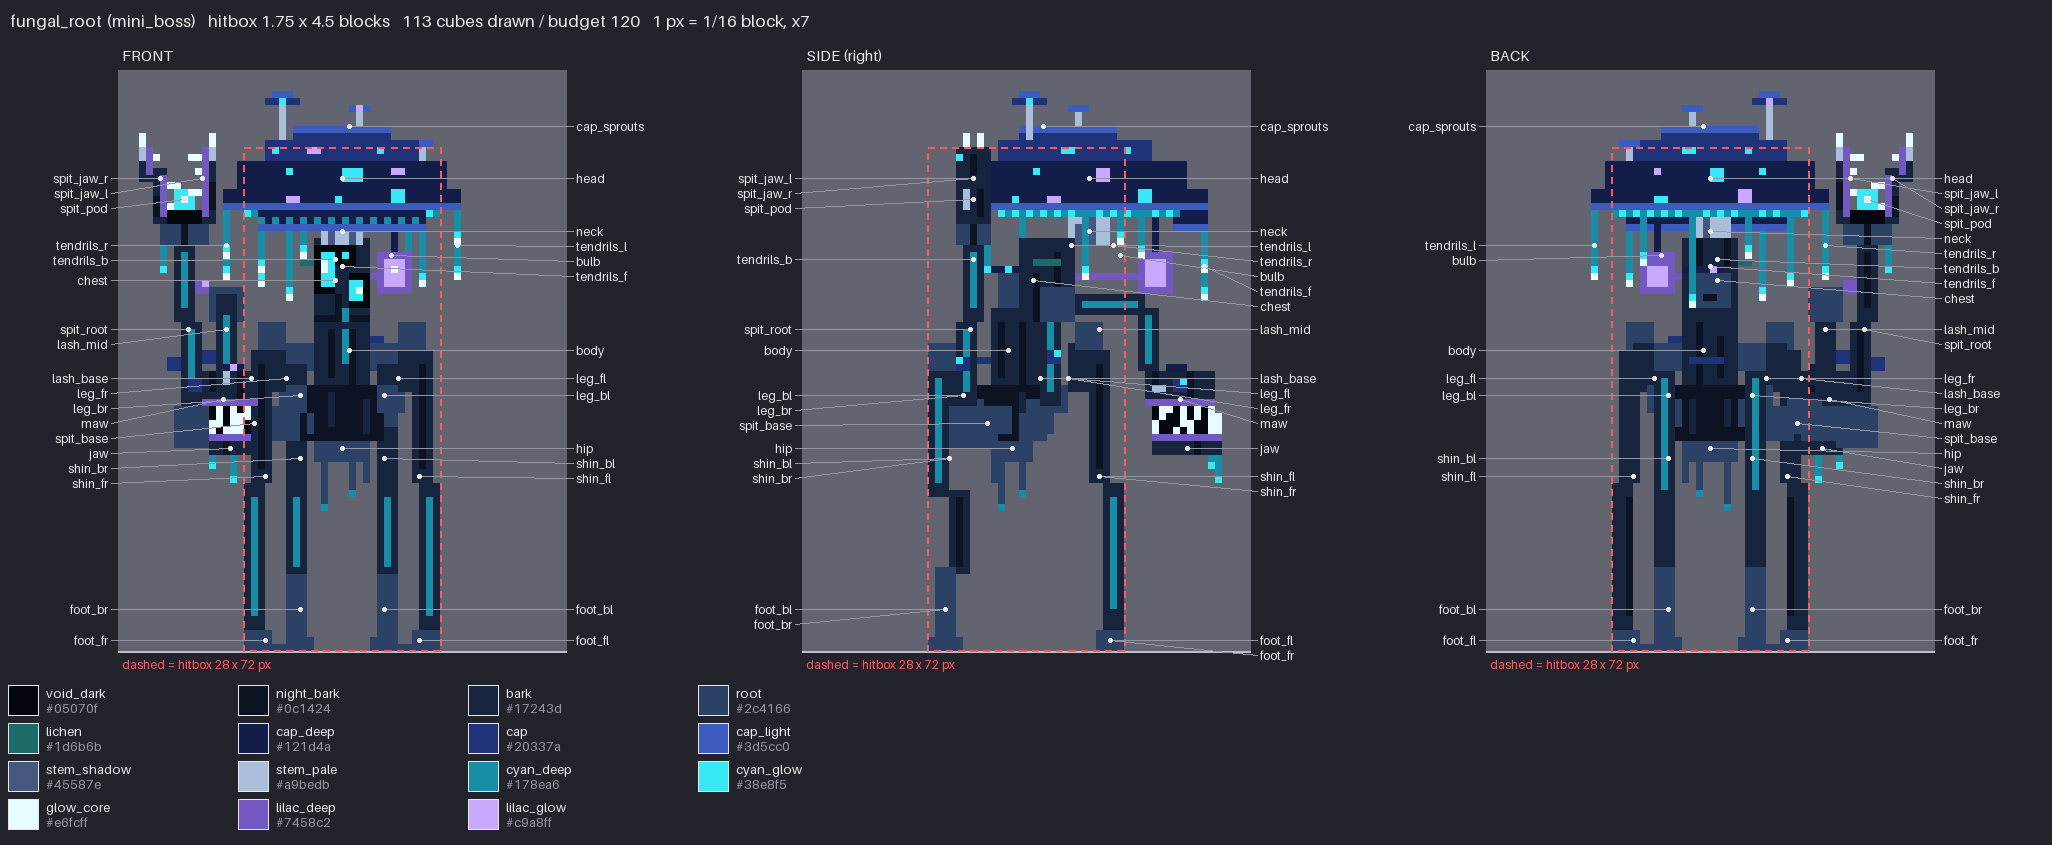 fungal_root (mini_boss)   hitbox 1.75 x 4.5 blocks   113 cubes drawn / budget 120   1 px = 1/16 block, x7
FRONT
cap_sprouts
spit_jaw_r
head
spit_jaw_l
spit_pod
neck
tendrils_r
tendrils_l
tendrils_b
bulb
chest
tendrils_f
spit_root
lash_mid
body
lash_base
leg_fl
leg_fr
leg_bl
leg_br
maw
spit_base
jaw
hip
shin_br
shin_bl
shin_fr
shin_fl
foot_br
foot_bl
foot_fr
foot_fl
dashed = hitbox 28 x 72 px
SIDE (right)
cap_sprouts
spit_jaw_l
head
spit_jaw_r
spit_pod
neck
tendrils_l
tendrils_b
tendrils_r
bulb
tendrils_f
chest
spit_root
lash_mid
body
lash_base
leg_bl
leg_fl
leg_br
leg_fr
spit_base
maw
hip
jaw
shin_bl
shin_br
shin_fl
shin_fr
foot_bl
foot_br
foot_fl
foot_fr
dashed = hitbox 28 x 72 px
BACK
cap_sprouts
head
spit_jaw_l
spit_jaw_r
spit_pod
neck
tendrils_l
tendrils_r
bulb
tendrils_b
tendrils_f
chest
lash_mid
spit_root
body
leg_fl
leg_fr
leg_bl
lash_base
leg_br
maw
spit_base
hip
shin_bl
jaw
shin_fl
shin_br
shin_fr
foot_bl
foot_br
foot_fl
foot_fr
dashed = hitbox 28 x 72 px
void_dark
#05070f
night_bark
#0c1424
bark
#17243d
root
#2c4166
lichen
#1d6b6b
cap_deep
#121d4a
cap
#20337a
cap_light
#3d5cc0
stem_shadow
#45587e
stem_pale
#a9bedb
cyan_deep
#178ea6
cyan_glow
#38e8f5
glow_core
#e6fcff
lilac_deep
#7458c2
lilac_glow
#c9a8ff